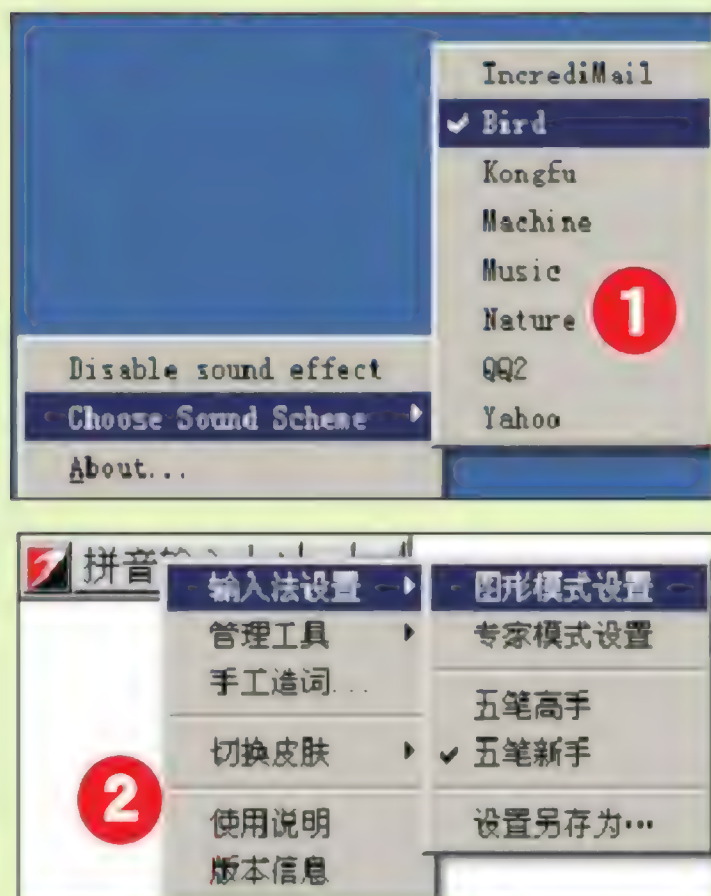 IncrediMail
Bird
Kongfu
Machine
Music
Nature
QQ2
Yahoo
1
Disable sound effect
Choose Sound Scheme
About...
拼音
输入法设置
管理工具
手工造词...
切换皮肤
使用说明
版本信息
图形模式设置
专家模式设置
五笔高手
五笔新手
设置另存为…
2